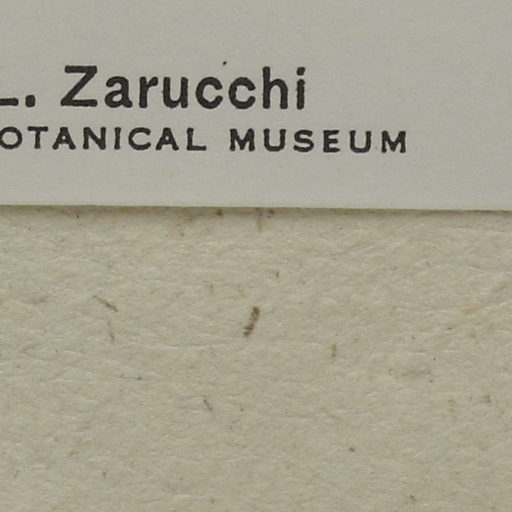 L. Zarucchi
OTANICAL MUSEUM